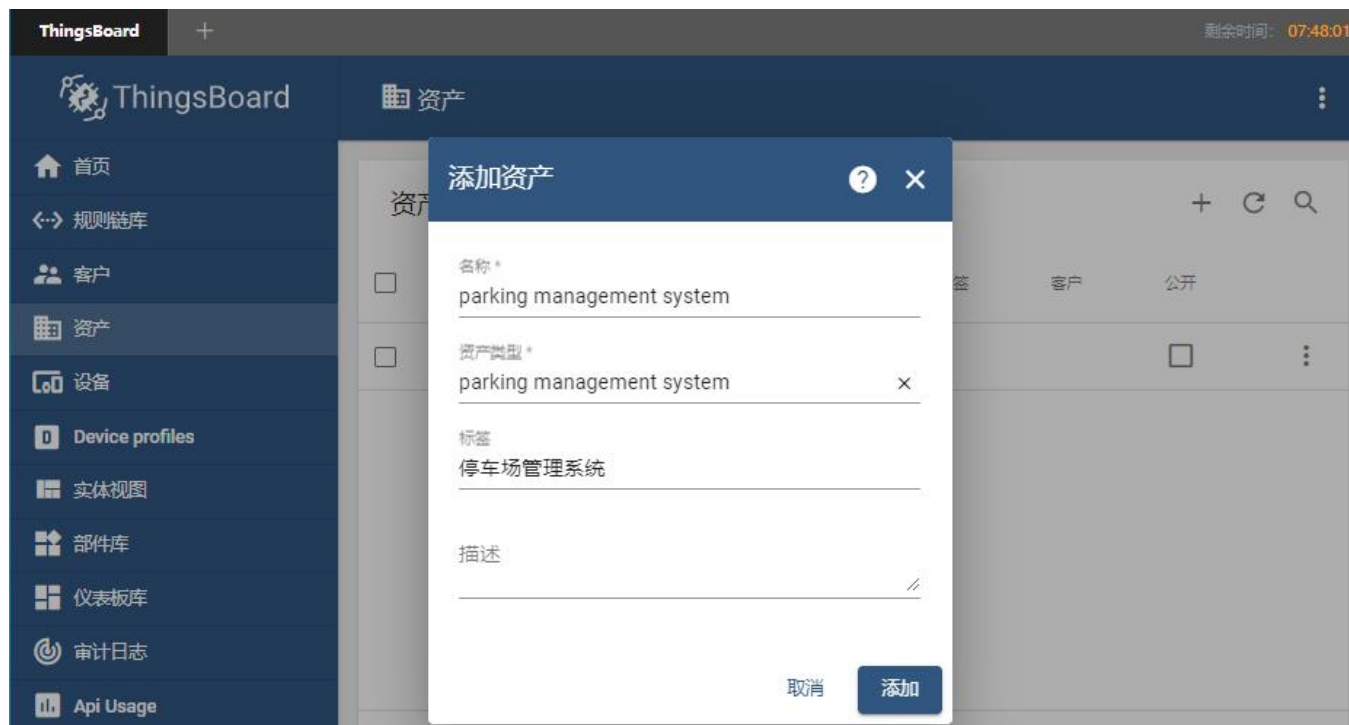 ThingsBoard
剩余时间: 07:48:01
ThingsBoard
资产
首页
规则链库
客户
资产
设备
Device profiles
实体视图
部件库
仪表板库
审计日志
Api Usage
资产
签 客户 公开
添加资产
名称 *
parking management system
资产类型 *
parking management system
标签
停车场管理系统
描述
取消 添加